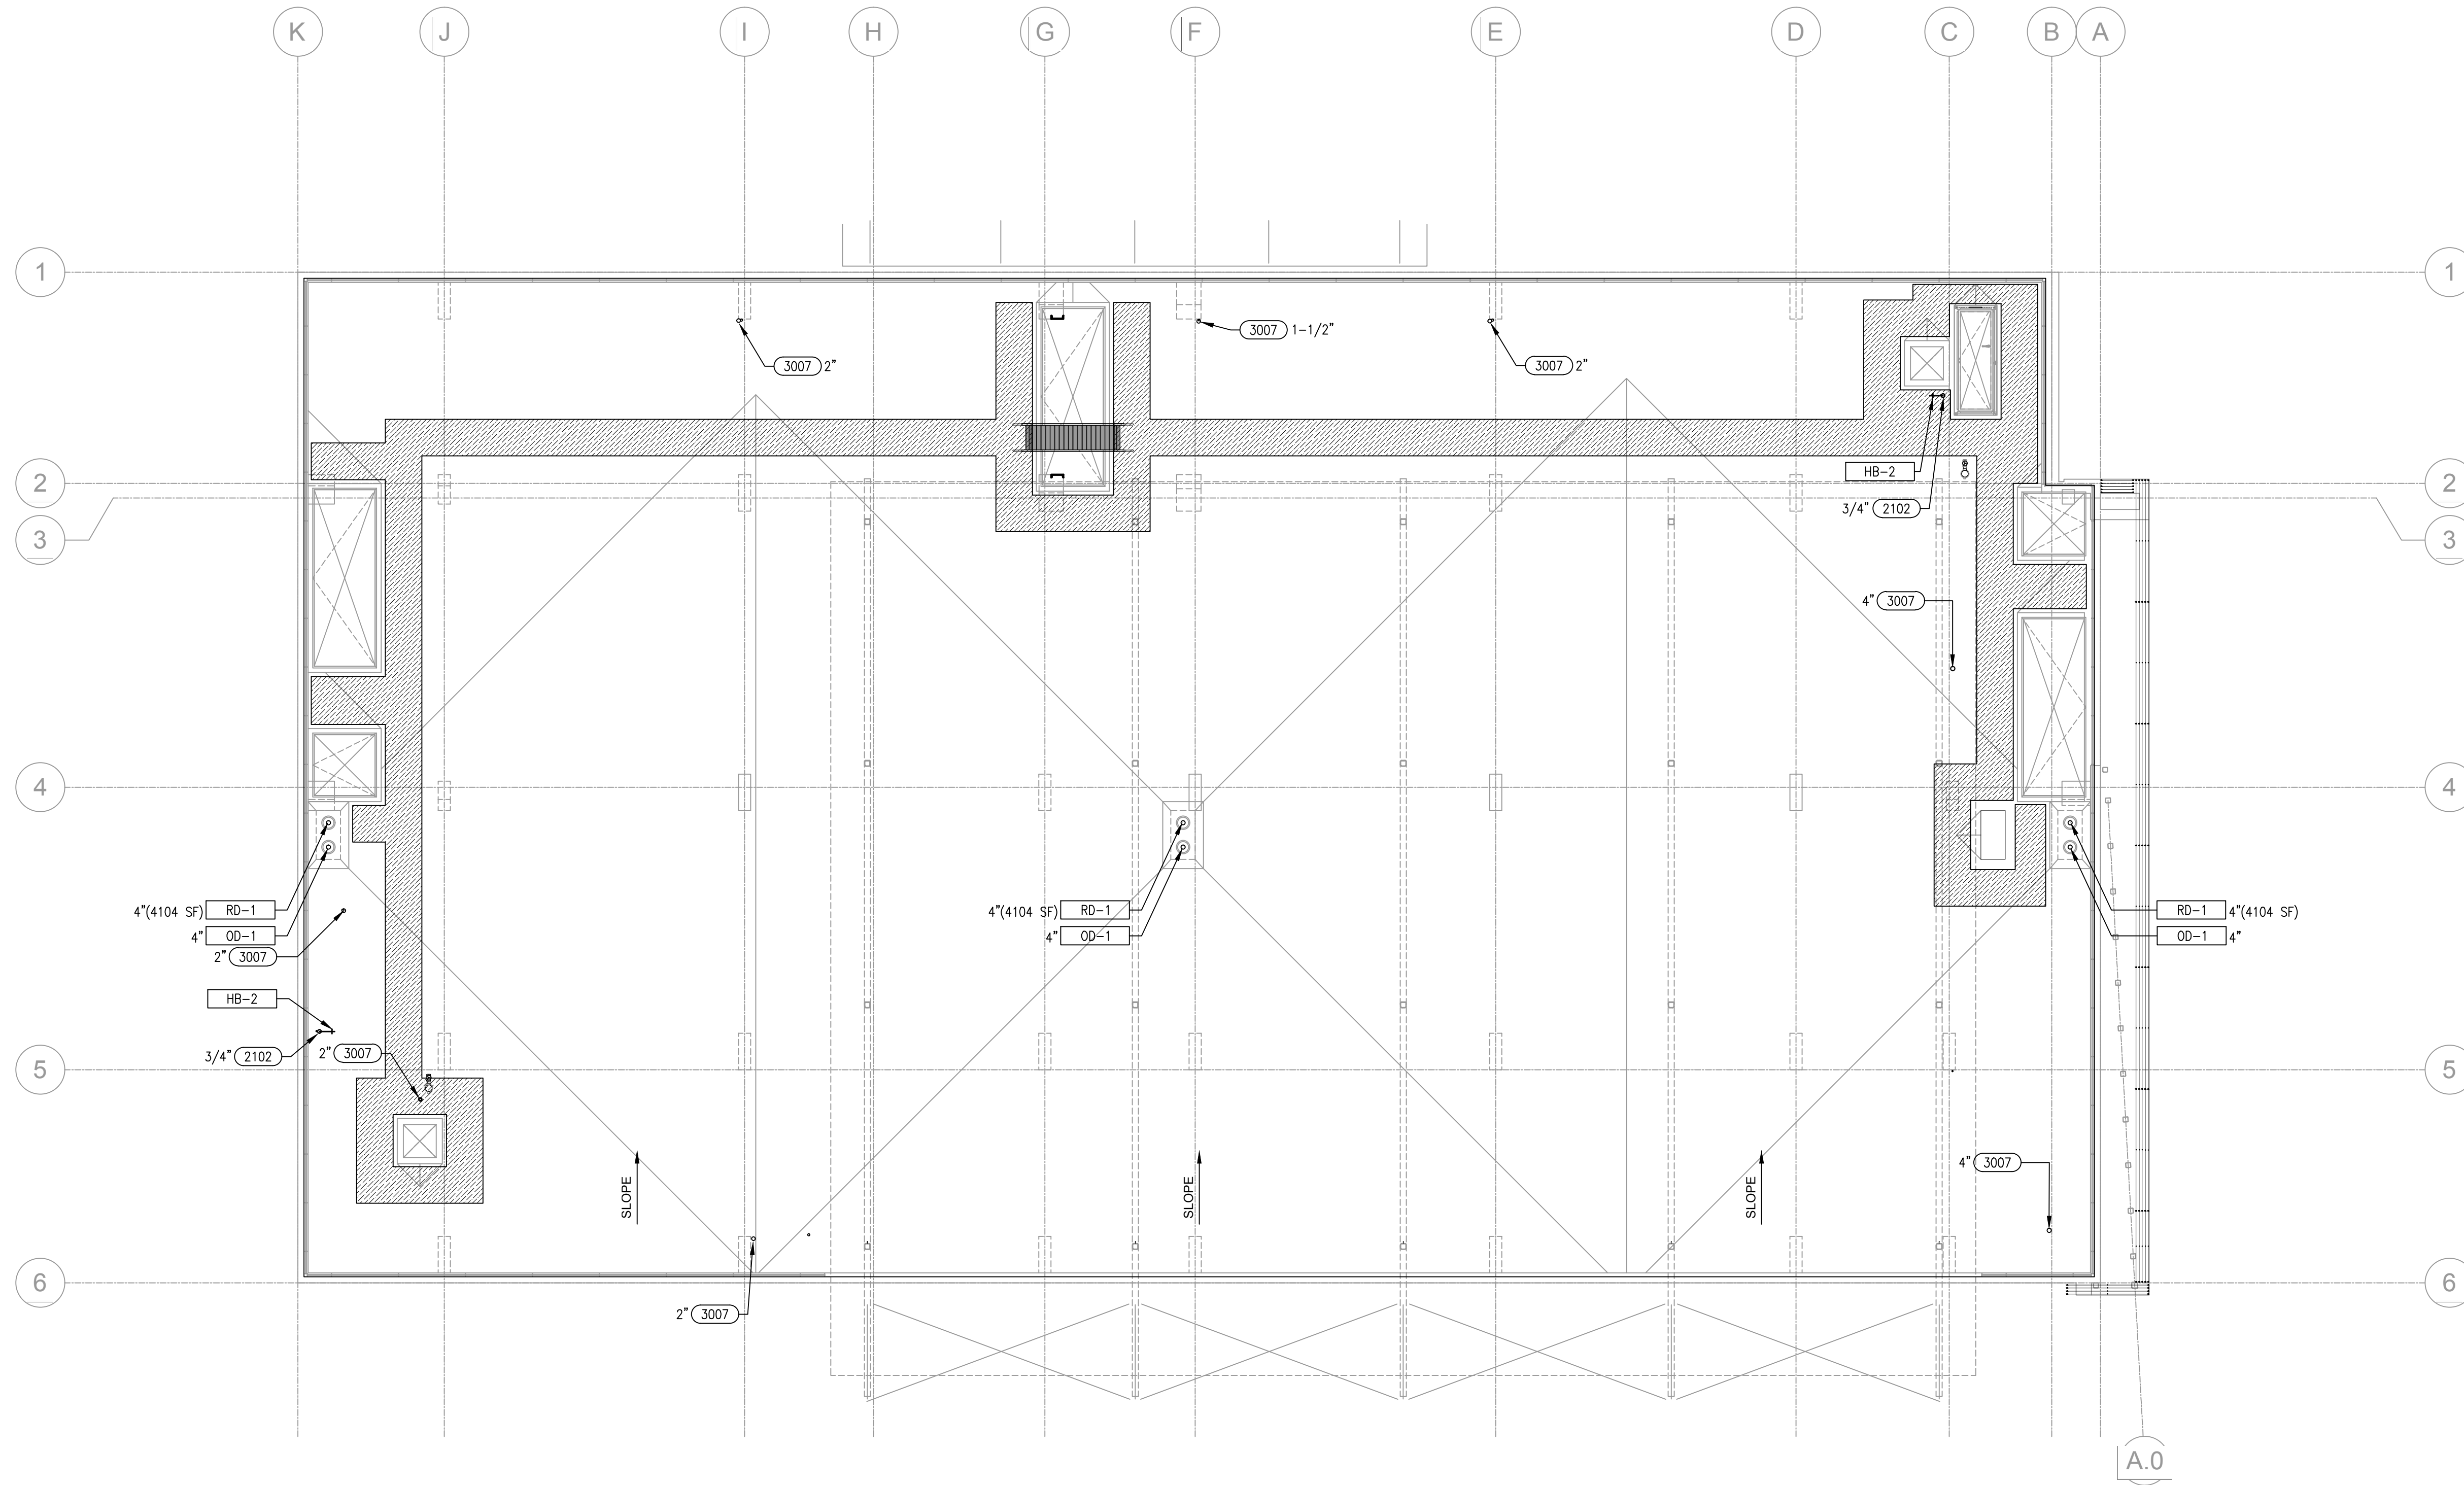 K J I H G F E D C B A
1 1
3007 1-1/2"
3007 2"
3007 2"
HB-2
2 2
3/4" 2102
3 3
4" 3007
4 4
4"(4104 SF) RD-1
4"(4104 SF) RD-1
RD-1 4"(4104 SF)
4" OD-1
4" OD-1
OD-1 4"
2" 3007
HB-2
3/4" 2102
2" 3007
5 5
4" 3007
SLOPE
SLOPE
SLOPE
6 6
2" 3007
A.0